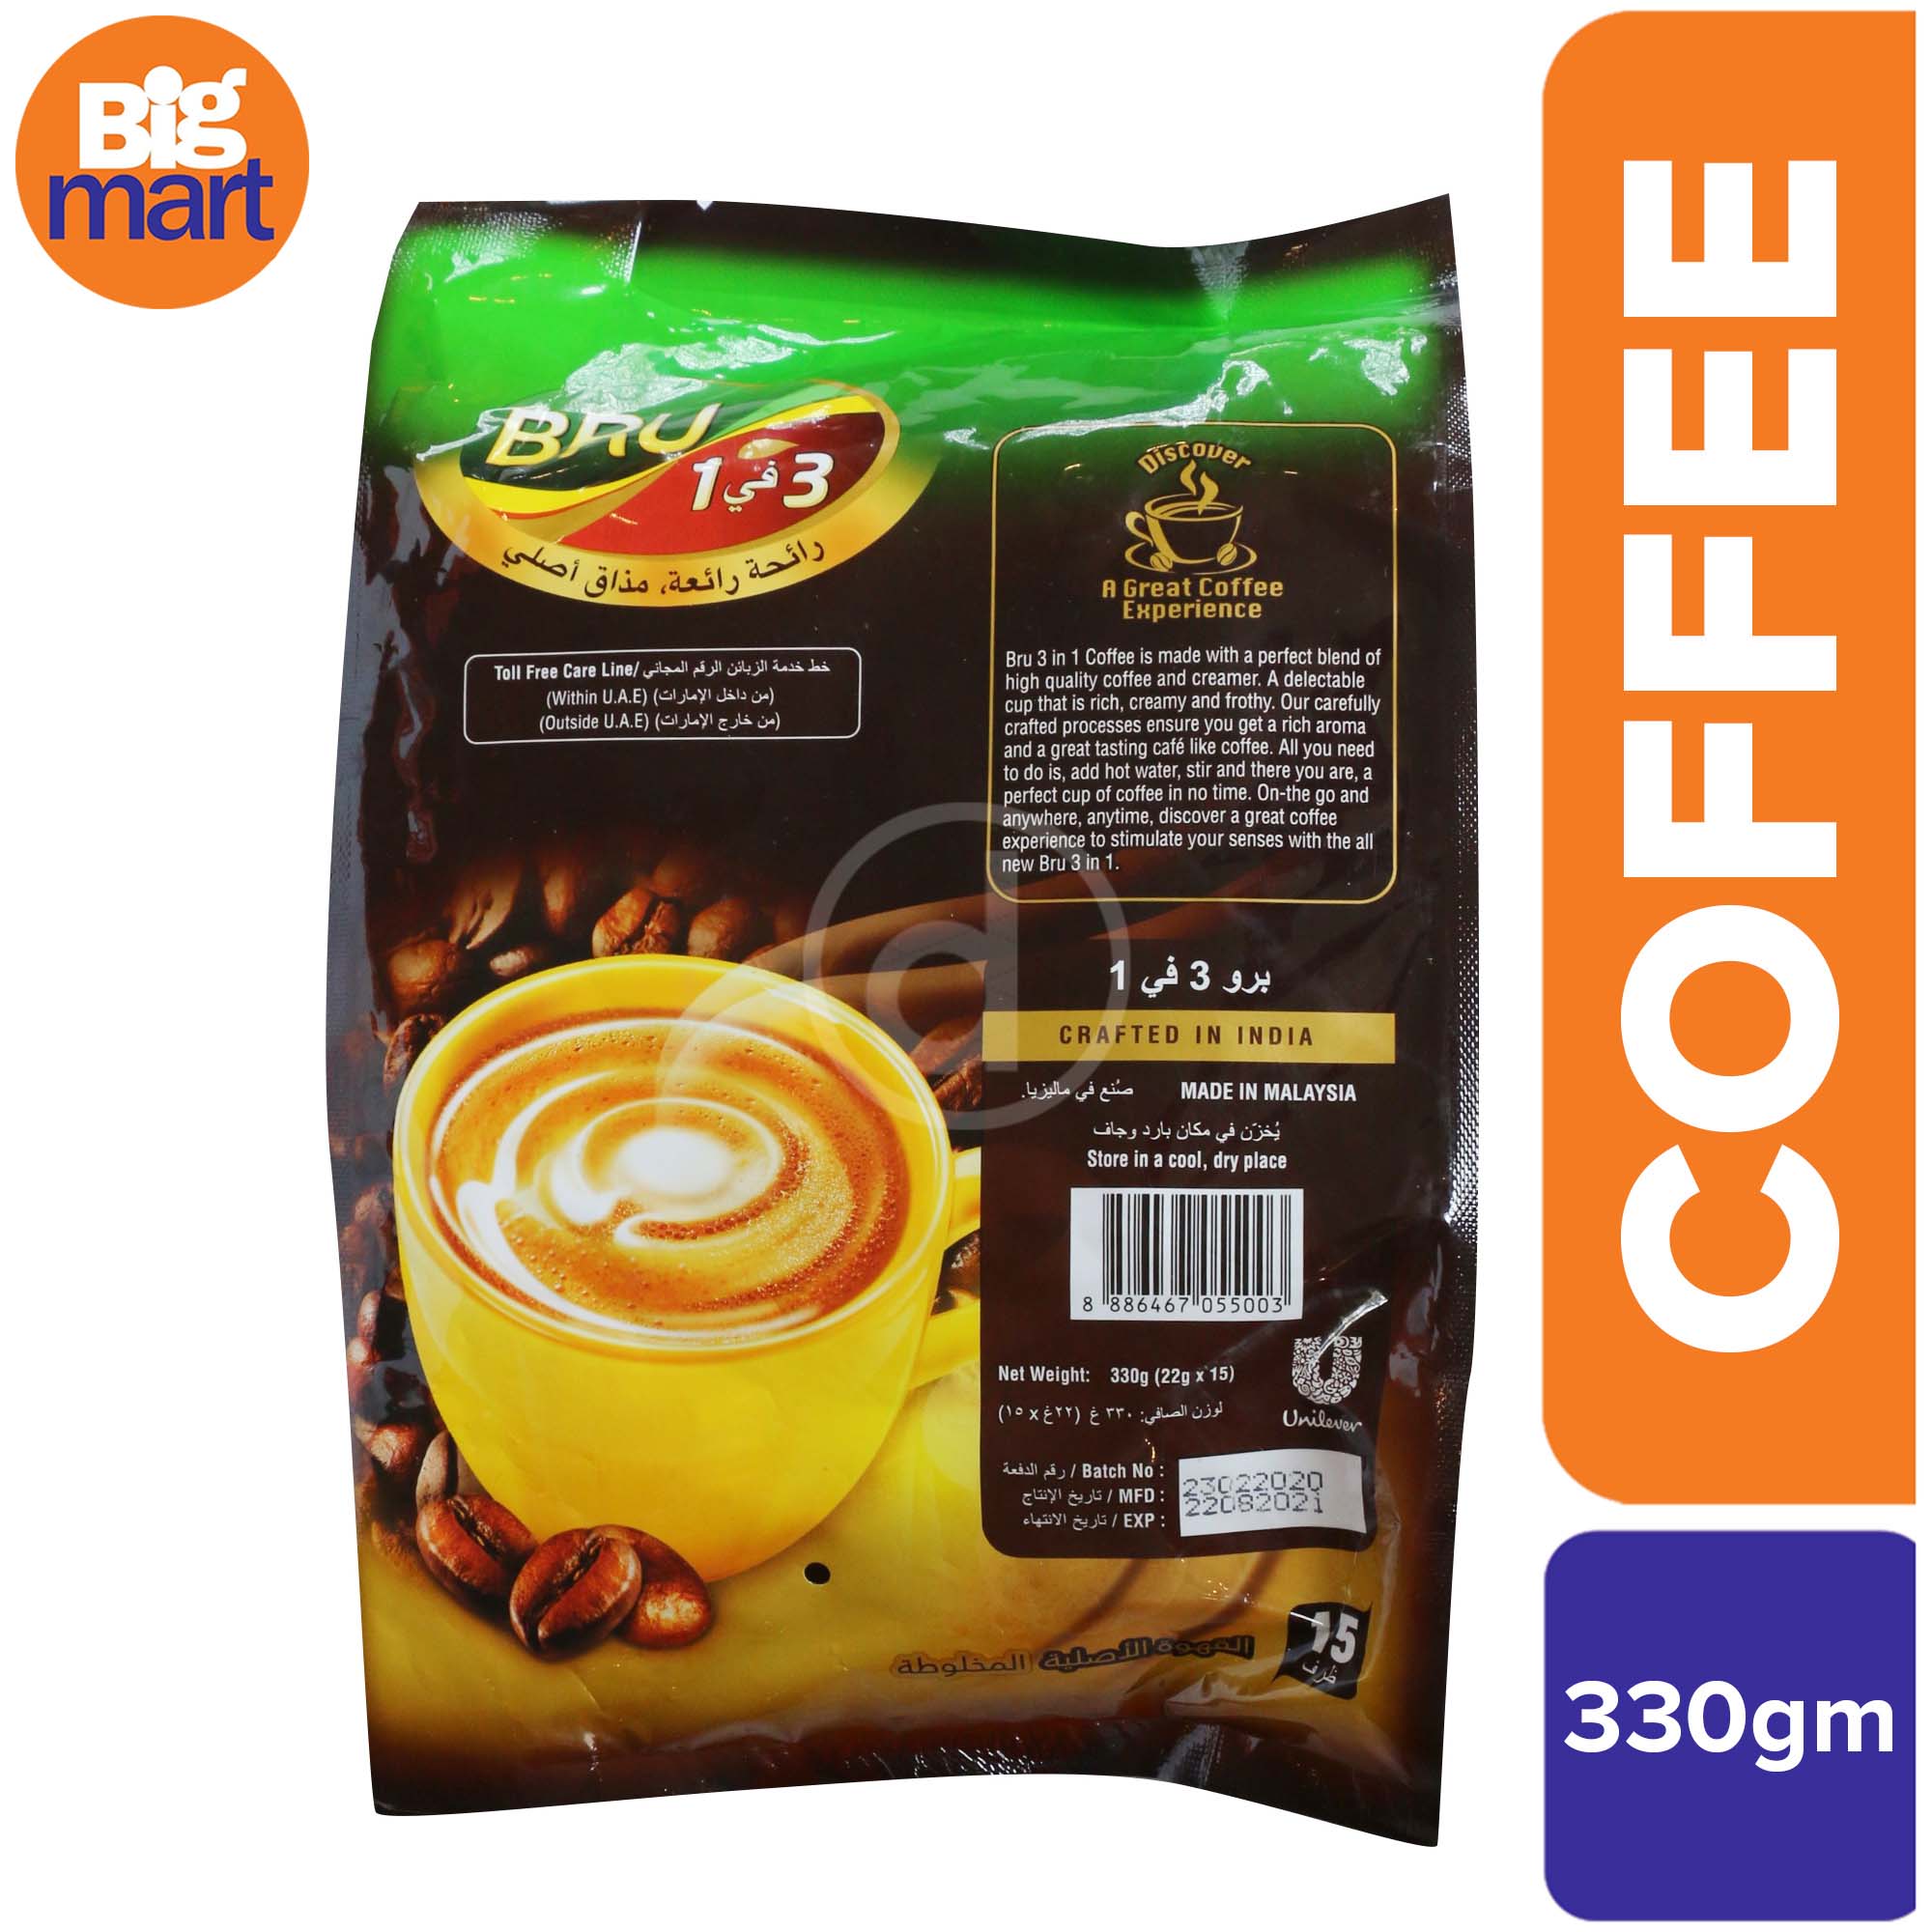 Big
mart
COFFEE
330gm
BRU
3 في 1
رائحة رائعة، مذاق أصلي
Toll Free Care Line/ خط خدمة الزبائن الرقم المجاني
(Within U.A.E) (من داخل الإمارات)
(Outside U.A.E) (من خارج الإمارات)
Discover
A Great Coffee
Experience
Bru 3 in 1 Coffee is made with a perfect blend of
high quality coffee and creamer. A delectable
cup that is rich, creamy and frothy. Our carefully
crafted processes ensure you get a rich aroma
and a great tasting café like coffee. All you need
to do is, add hot water, stir and there you are, a
perfect cup of coffee in no time. On-the go and
anywhere, anytime, discover a great coffee
experience to stimulate your senses with the all
new Bru 3 in 1.
برو 3 في 1
CRAFTED IN INDIA
صُنع في ماليزيا. MADE IN MALAYSIA
يُخزّن في مكان بارد وجاف
Store in a cool, dry place
8 886467 055003
Net Weight: 330g (22g x 15)
لوزن الصافي: ٣٣٠ غ (٢٢غ x ١٥)
Unilever
رقم الدفعة / Batch No :
تاريخ الإنتاج / MFD :
تاريخ الانتهاء / EXP :
23022020
22082021
القهوة الأصلية المخلوطة
15
ظرف